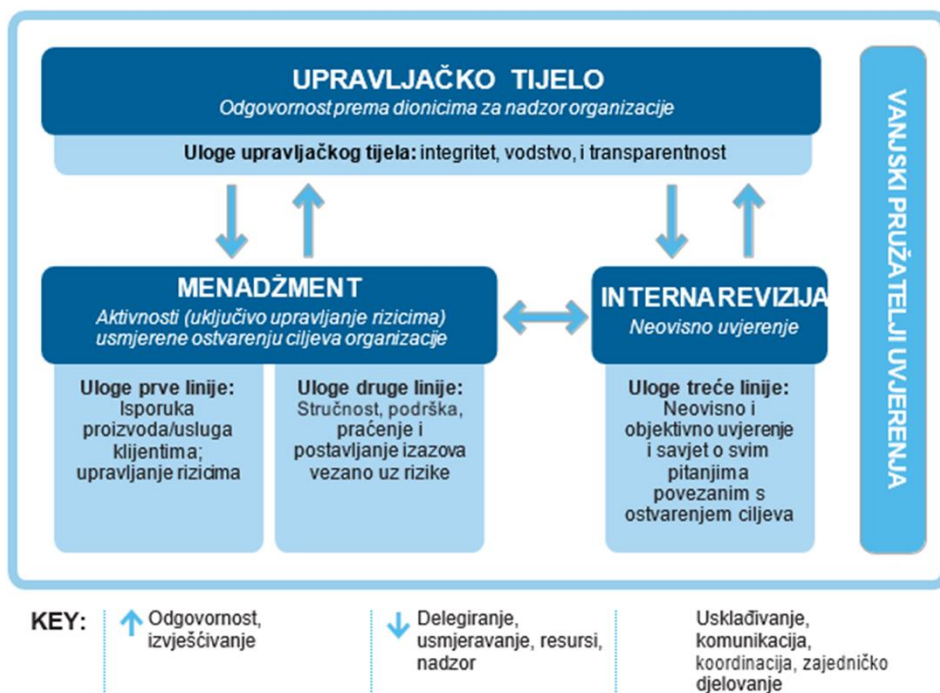 UPRAVLJAČKO TIJELO
Odgovornost prema dionicima za nadzor organizacije
Uloge upravljačkog tijela: integritet, vodstvo, i transparentnost
MENADŽMENT
Aktivnosti (uključivo upravljanje rizicima)
usmjerene ostvarenju ciljeva organizacije
Uloge prve linije:
Isporuka
proizvoda/usluga
klijentima;
upravljanje rizicima
Uloge druge linije:
Stručnost, podrška,
praćenje i
postavljanje izazova
vezano uz rizike
INTERNA REVIZIJA
Neovisno uvjerenje
Uloge treće linije:
Neovisno i
objektivno uvjerenje
i savjet o svim
pitanjima
povezanim s
ostvarenjem ciljeva
VANJSKI PRUŽATELJI UVJERENJA
KEY:
Odgovornost,
izvješćivanje
Delegiranje,
usmjeravanje, resursi,
nadzor
Usklađivanje,
komunikacija,
koordinacija, zajedničko
djelovanje